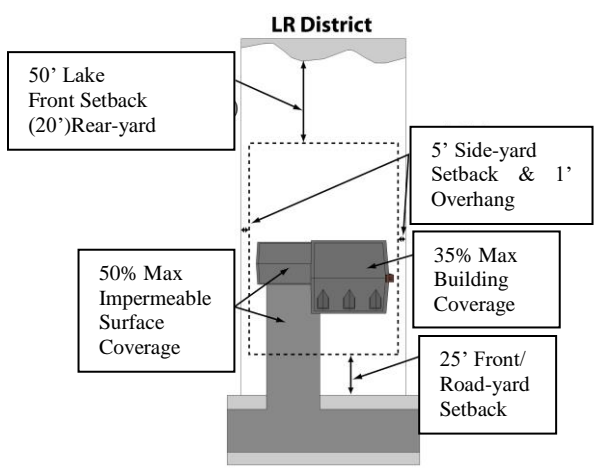 LR District
50’ Lake
Front Setback
(20’)Rear-yard
5’ Side-yard
Setback & 1’
Overhang
50% Max
Impermeable
Surface
Coverage
35% Max
Building
Coverage
25’ Front/
Road-yard
Setback